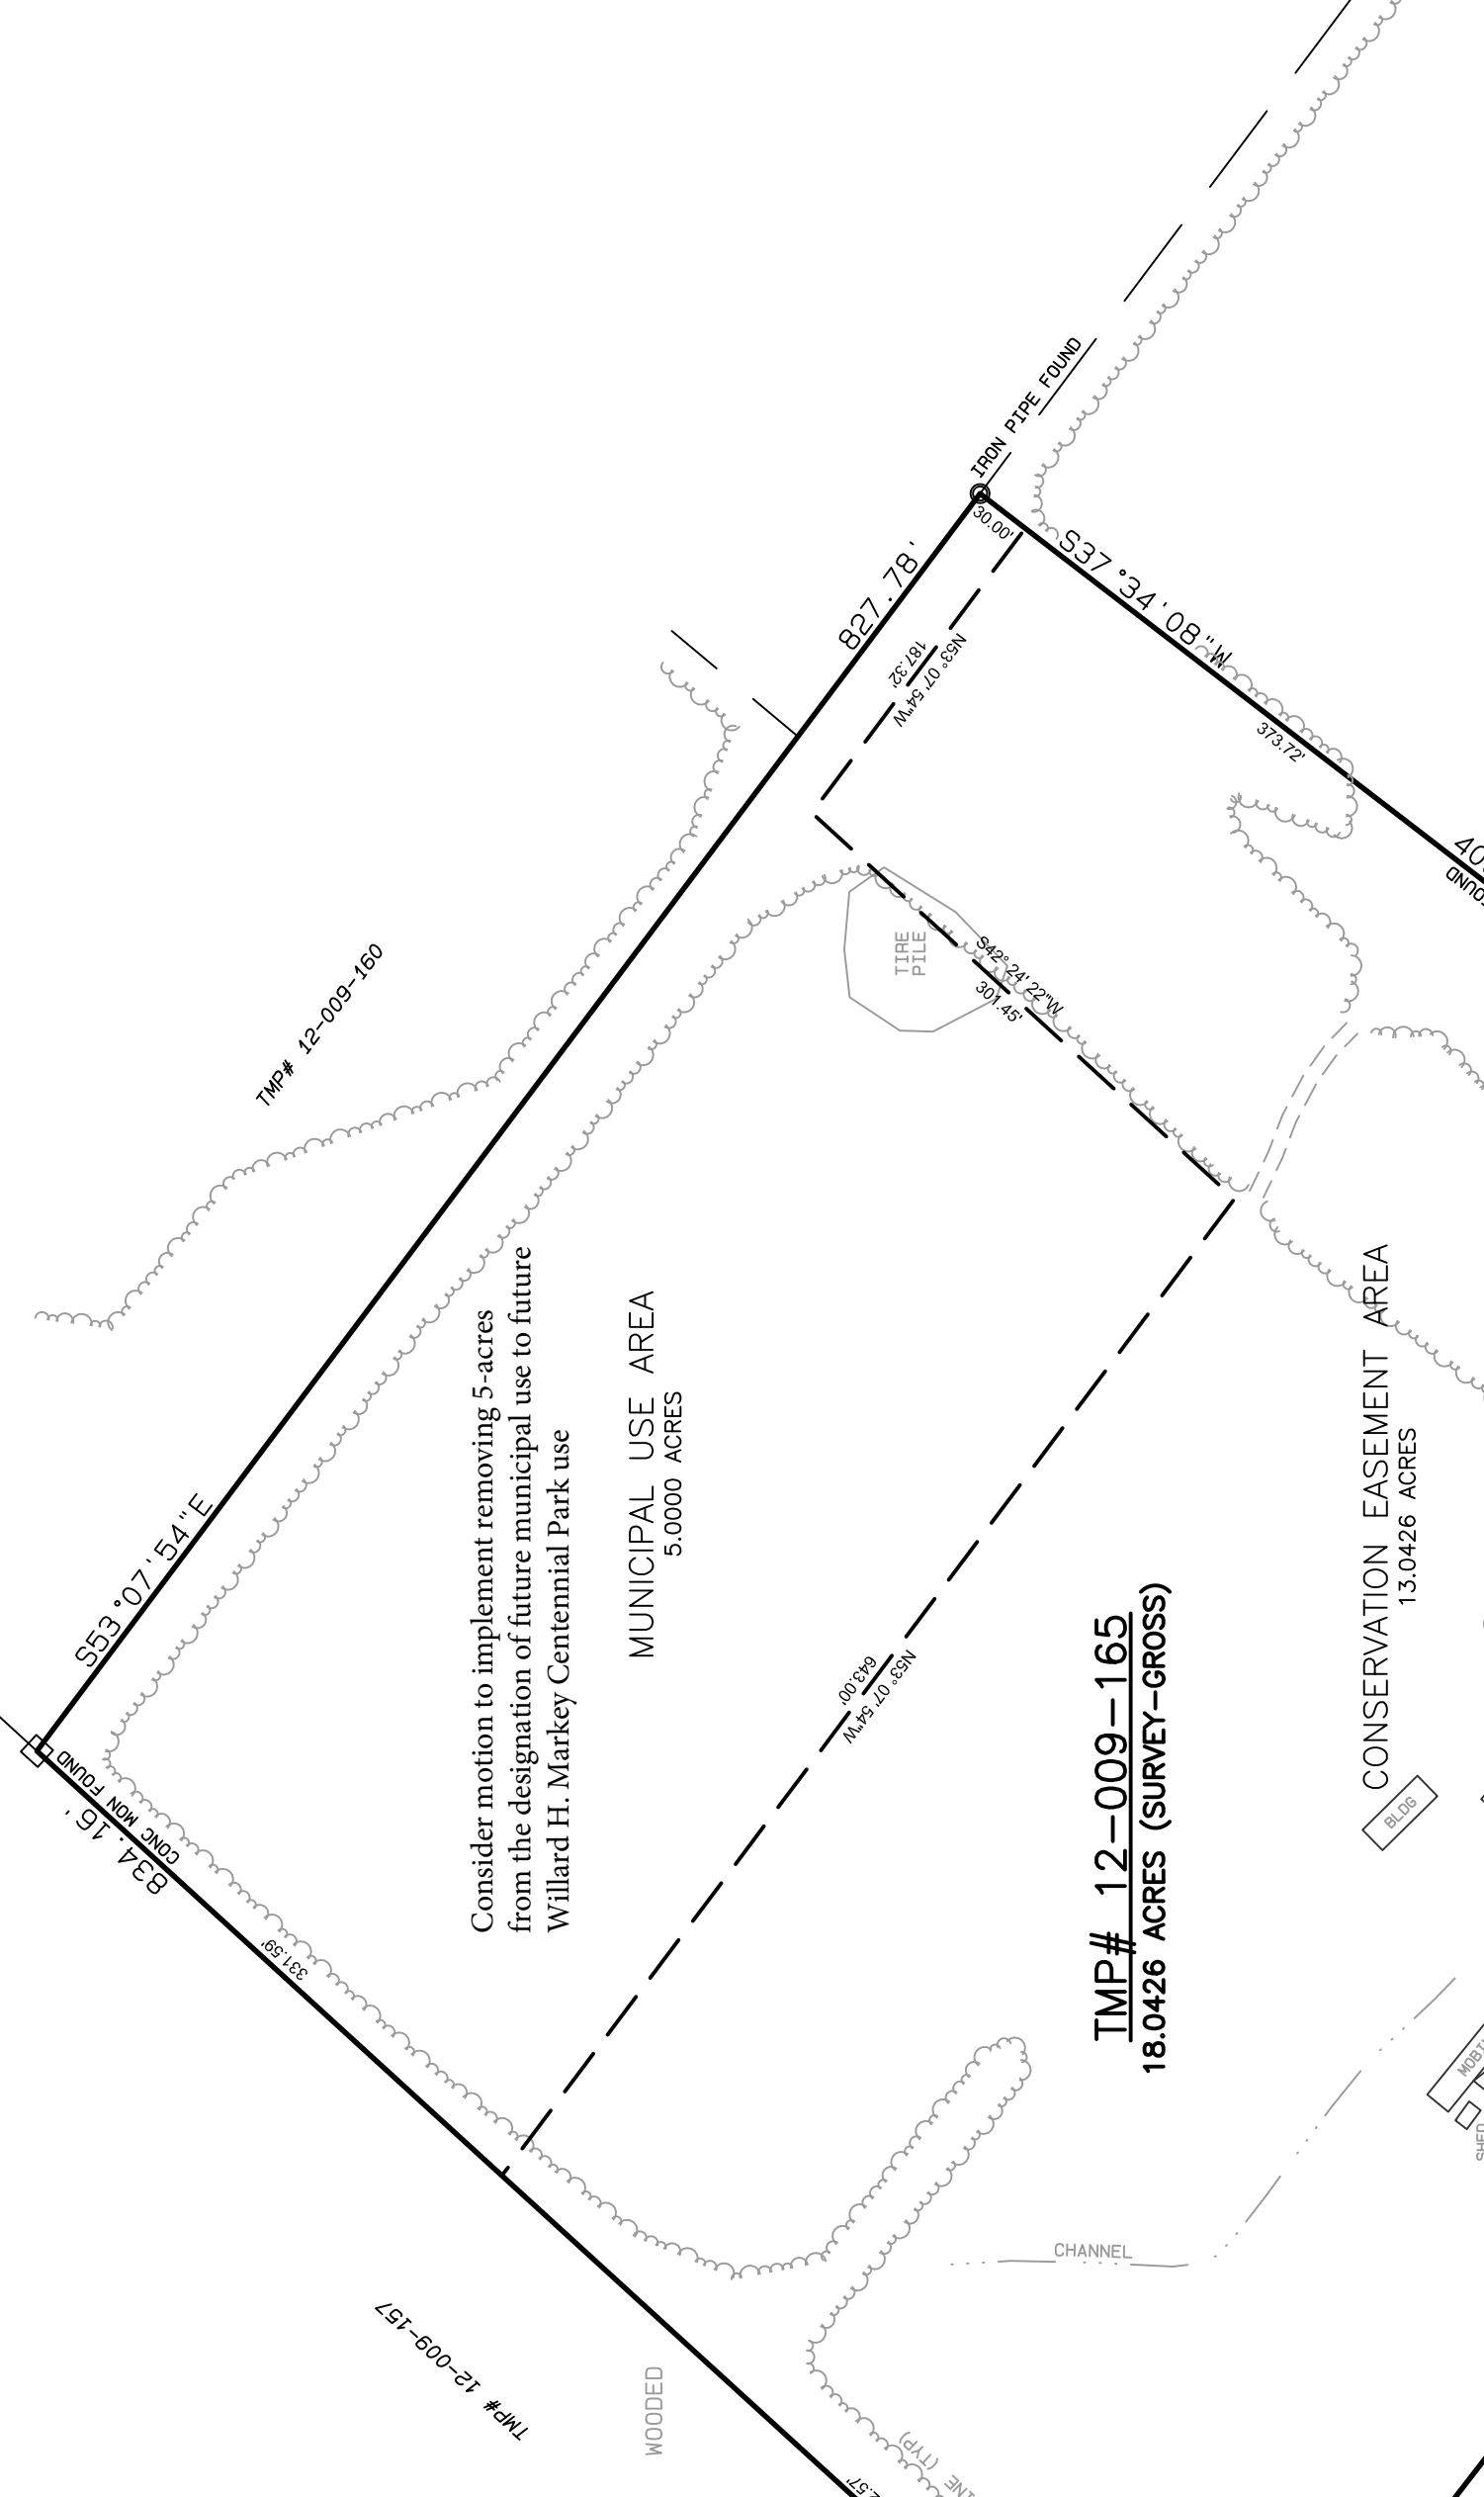 IRON PIPE FOUND
30.00'
827.78'
S37°34'08"W
373.72'
N53° 07' 54"W
187.32'
TIRE
PILE
S42° 24' 22"W
301.45'
TMP# 12-009-160
S53°07'54"E
CONC MON FOUND
834.16'
331.59'
Consider motion to implement removing 5-acres
from the designation of future municipal use to future
Willard H. Markey Centennial Park use
MUNICIPAL USE AREA
5.0000 ACRES
N53° 07' 54"W
643.00'
TMP# 12-009-165
18.0426 ACRES (SURVEY-GROSS)
CONSERVATION EASEMENT AREA
13.0426 ACRES
BLDG
SHED
CHANNEL
TMP# 12-009-157
WOODED
(TYP)